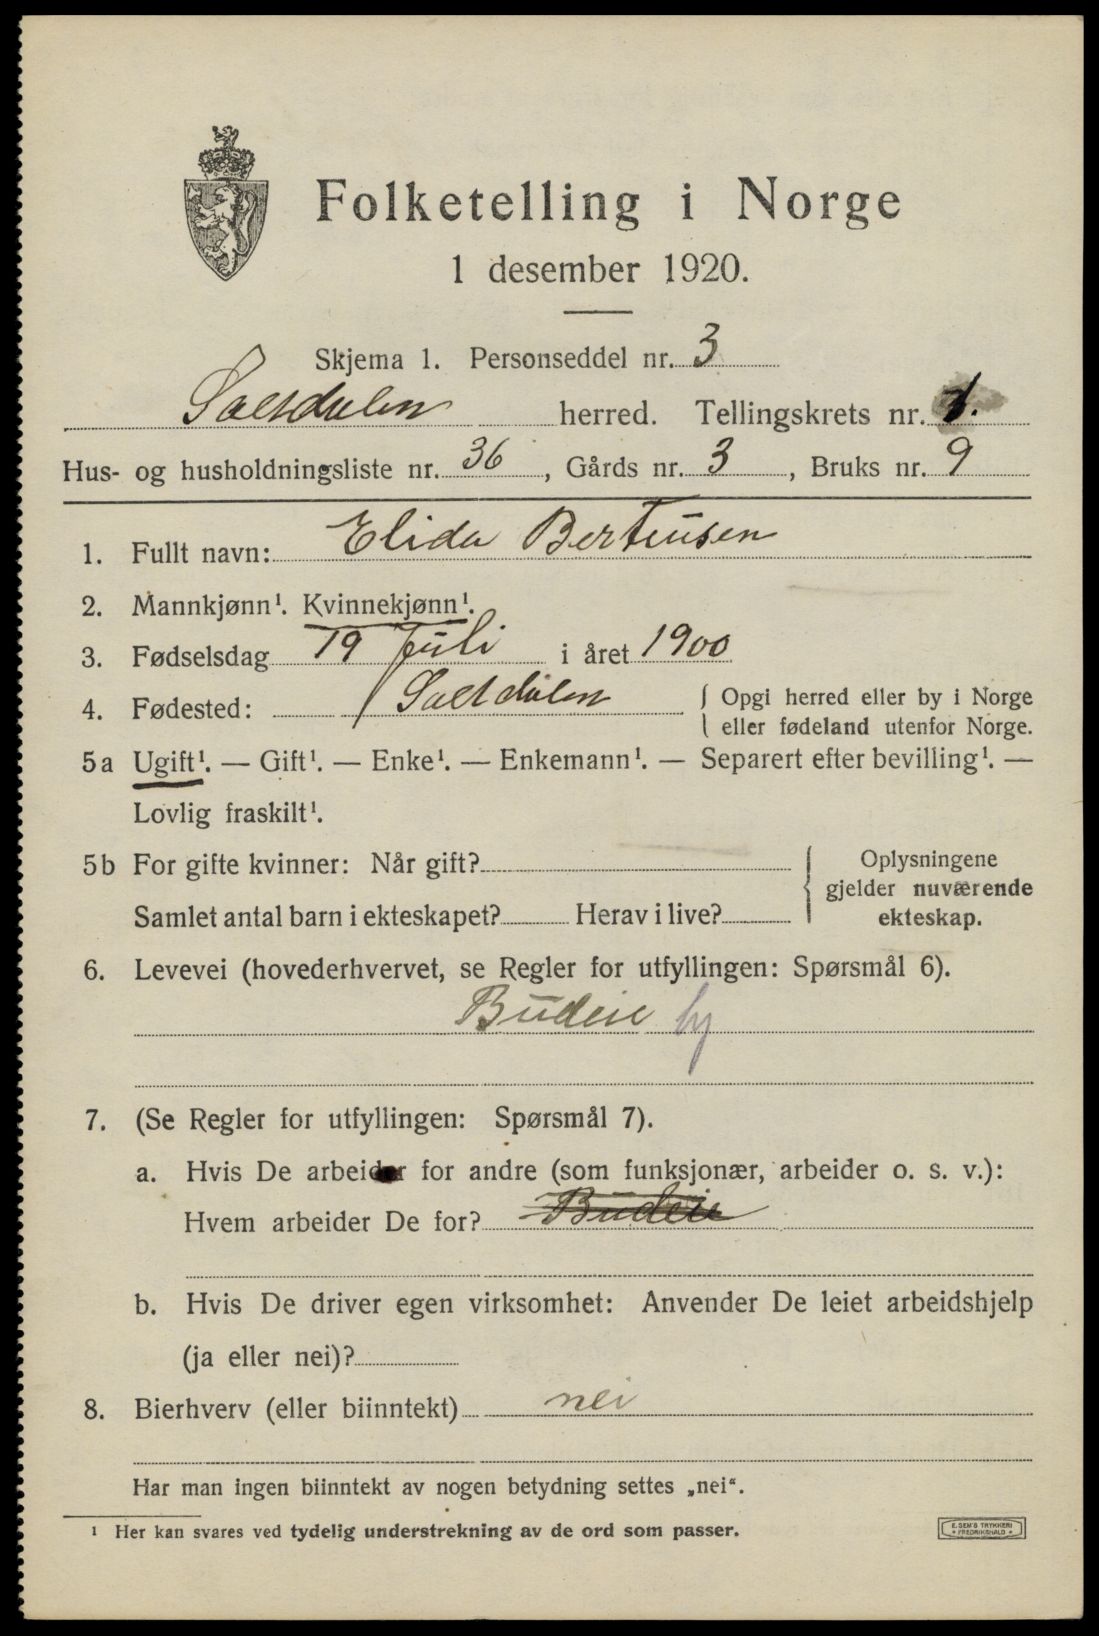 Folketelling i Norge
1 desember 1920.
Skjema 1. Personseddel nr. 3
Saltdalen herred. Tellingskrets nr. 1.
Hus- og husholdningsliste nr. 36, Gårds nr. 3, Bruks nr. 9
1. Fullt navn: Elida Berteusen
2. Mannkjønn¹. Kvinnekjønn¹.
3. Fødselsdag 19 Juli i året 1900
4. Fødested: Saltdalen { Opgi herred eller by i Norge
eller fødeland utenfor Norge.
5a Ugift¹. — Gift¹. — Enke¹. — Enkemann¹. — Separert efter bevilling¹. —
Lovlig fraskilt¹.
5b For gifte kvinner: Når gift? { Oplysningene
gjelder nuværende
Samlet antal barn i ekteskapet? Herav i live? ekteskap.
6. Levevei (hovederhvervet, se Regler for utfyllingen: Spørsmål 6).
Budeie hj
7. (Se Regler for utfyllingen: Spørsmål 7).
a. Hvis De arbeider for andre (som funksjonær, arbeider o. s. v.):
Hvem arbeider De for? Budeie
b. Hvis De driver egen virksomhet: Anvender De leiet arbeidshjelp
(ja eller nei)?
8. Bierhverv (eller biinntekt) nei
Har man ingen biinntekt av nogen betydning settes „nei“.
¹ Her kan svares ved tydelig understrekning av de ord som passer.
E. SEM'S TRYKKERI
• FREDRIKSHALD •